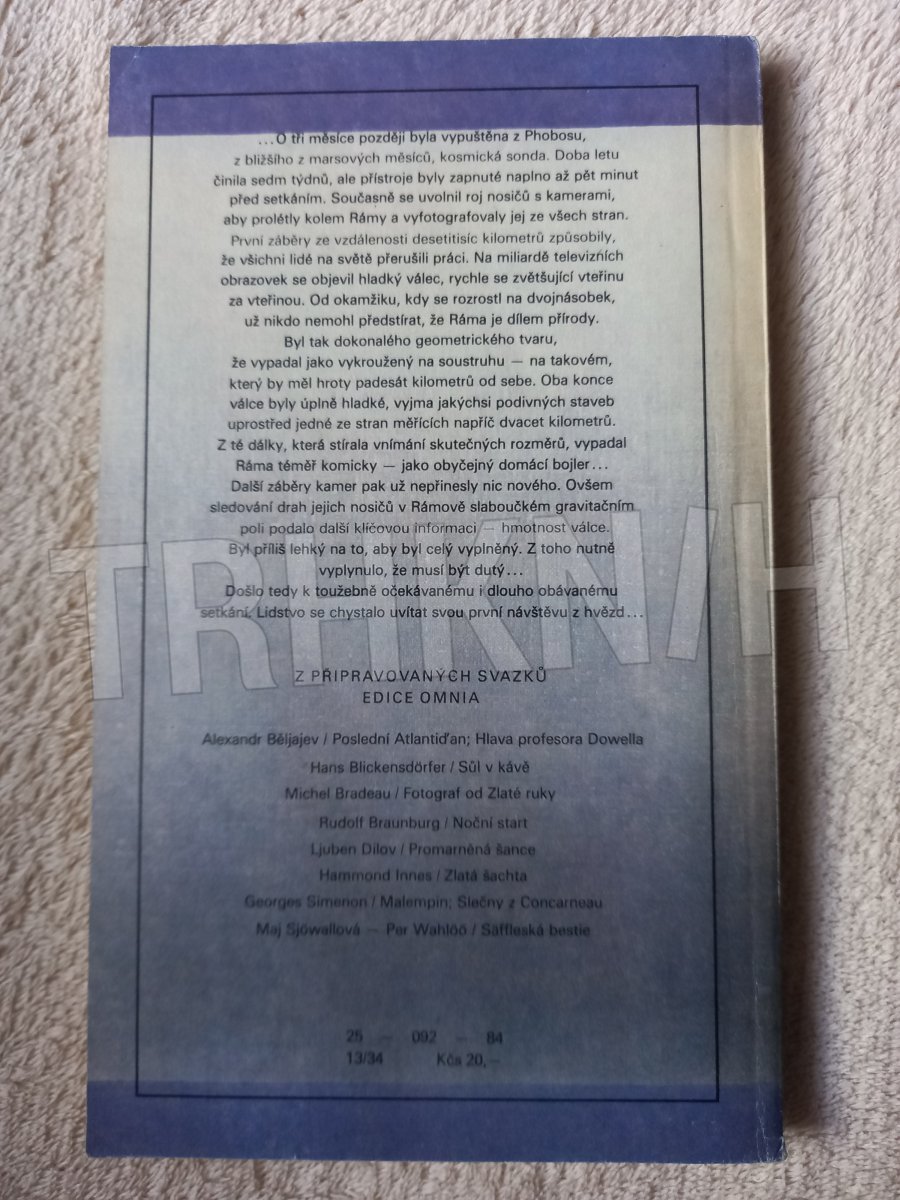 ...O tři měsíce později byla vypuštěna z Phobosu,
z bližšího z marsových měsíců, kosmická sonda. Doba letu
činila sedm týdnů, ale přístroje byly zapnuté naplno až pět minut
před setkáním. Současně se uvolnil roj nosičů s kamerami,
aby prolétly kolem Rámy a vyfotografovaly jej ze všech stran.
První záběry ze vzdálenosti desetitisíc kilometrů způsobily,
že všichni lidé na světě přerušili práci. Na miliardě televizních
obrazovek se objevil hladký válec, rychle se zvětšující vteřinu
za vteřinou. Od okamžiku, kdy se rozrostl na dvojnásobek,
už nikdo nemohl předstírat, že Ráma je dílem přírody.
Byl tak dokonalého geometrického tvaru,
že vypadal jako vykroužený na soustruhu — na takovém,
který by měl hroty padesát kilometrů od sebe. Oba konce
válce byly úplně hladké, vyjma jakýchsi podivných staveb
uprostřed jedné ze stran měřících napříč dvacet kilometrů.
Z té dálky, která stírala vnímání skutečných rozměrů, vypadal
Ráma téměř komicky — jako obyčejný domácí bojler...
Další záběry kamer pak už nepřinesly nic nového. Ovšem
sledování drah jejich nosičů v Rámově slaboučkém gravitačním
poli podalo další klíčovou informaci — hmotnost válce.
Byl příliš lehký na to, aby byl celý vyplněný. Z toho nutně
vyplynulo, že musí být dutý...
Došlo tedy k toužebně očekávanému i dlouho obávanému
setkání. Lidstvo se chystalo uvítat svou první návštěvu z hvězd...
TRHKNIH
Z PŘIPRAVOVANÝCH SVAZKŮ
EDICE OMNIA
Alexandr Běljajev / Poslední Atlantiďan; Hlava profesora Dowella
Hans Blickensdörfer / Sůl v kávě
Michel Bradeau / Fotograf od Zlaté ruky
Rudolf Braunburg / Noční start
Ljuben Dilov / Promarněná šance
Hammond Innes / Zlatá šachta
Georges Simenon / Malempin; Slečny z Concarneau
Maj Sjöwallová — Per Wahlöö / Säffleská bestie
25 — 092 — 84
13/34 Kčs 20,—